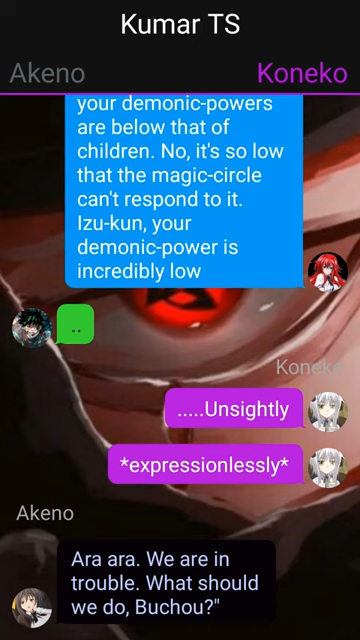 Kumar TS
Akeno Koneko
your demonic-powers
are below that of
children. No, it's so low
that the magic-circle
can't respond to it.
Izu-kun, your
demonic-power is
incredibly low
..
Koneko
.....Unsightly
*expressionlessly*
Akeno
Ara ara. We are in
trouble. What should
we do, Buchou?"